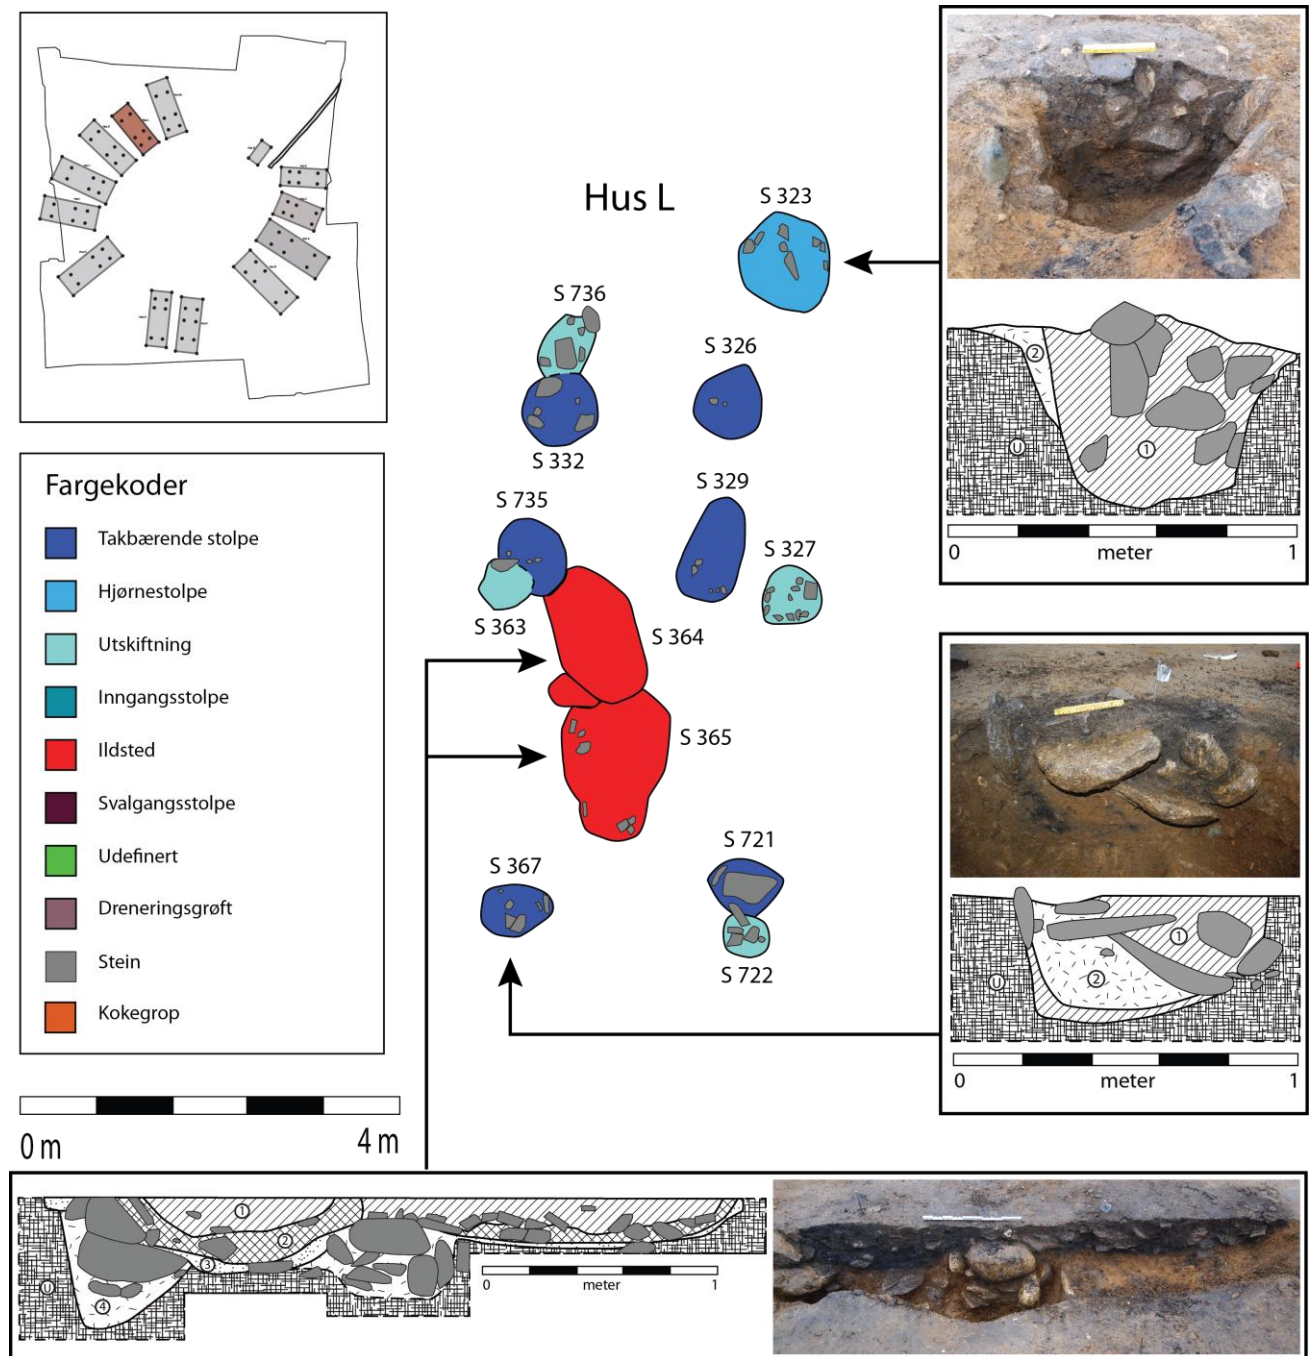 Hus L
S 323
S 736
S 326
S 332
S 735
S 329
S 327
S 363
S 364
S 365
S 367
S 721
S 722
Fargekoder
Takbærende stolpe
Hjørnestolpe
Utskiftning
Inngangsstolpe
Ildsted
Svalgangsstolpe
Udefinert
Dreneringsgrøft
Stein
Kokegrop
0 m 4 m
2
U
1
0 meter 1
1
2
U
0 meter 1
1
2
3
4
U
0 meter 1